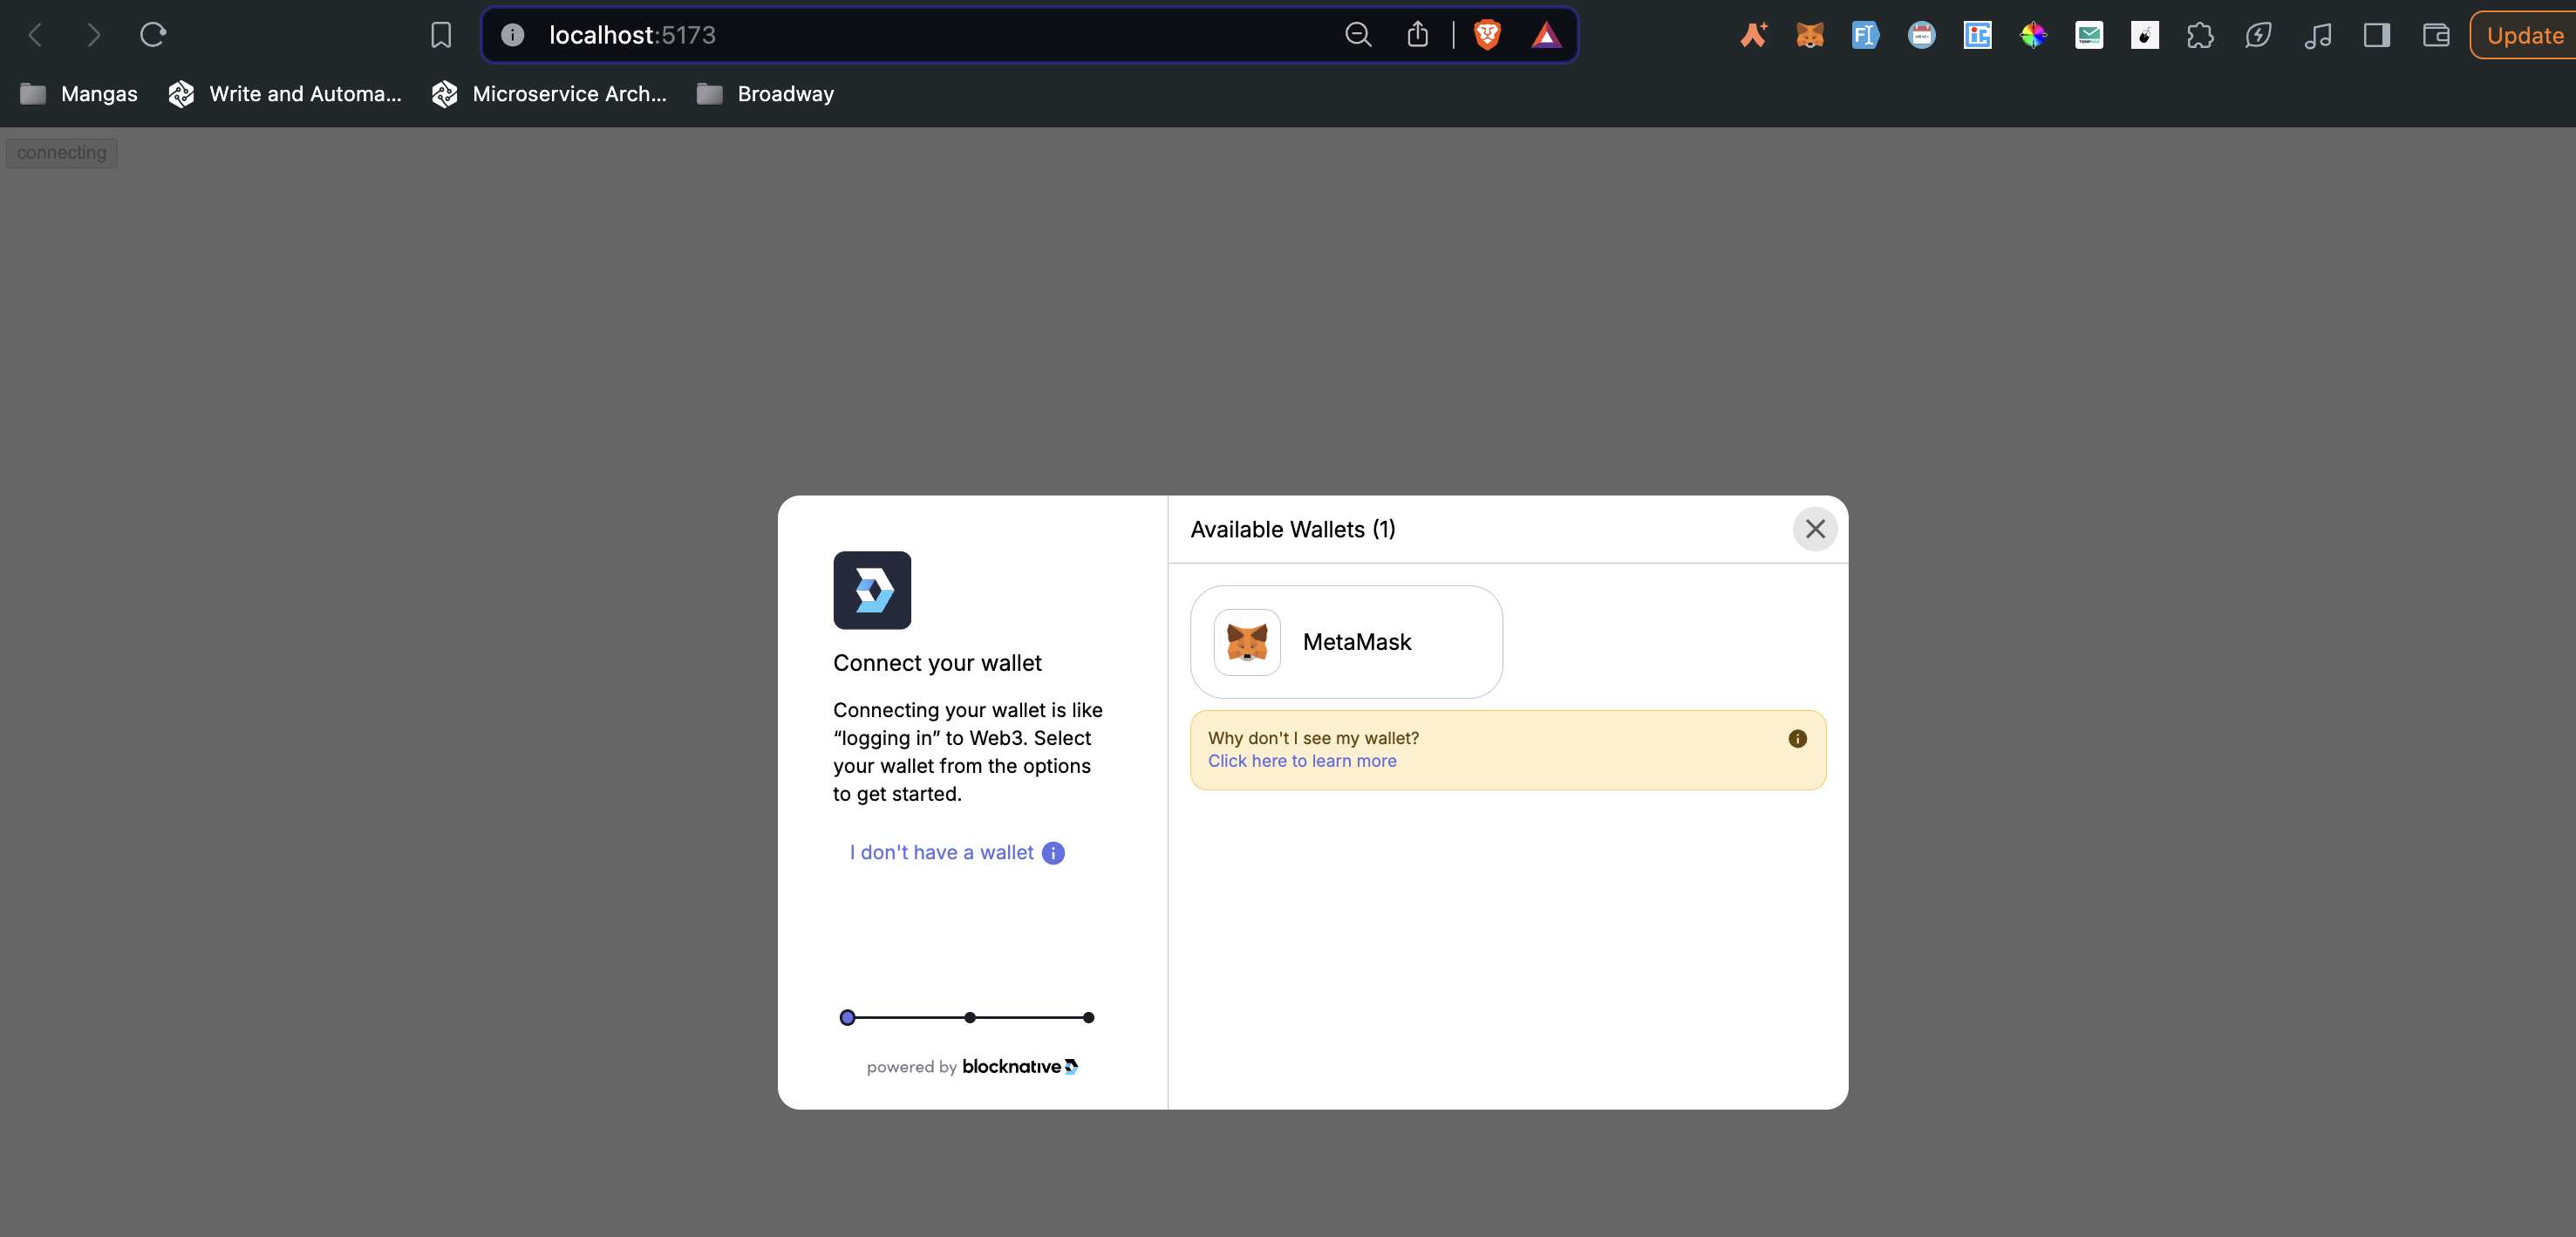 localhost:5173
Update
Mangas
Write and Automa...
Microservice Arch...
Broadway
connecting
Connect your wallet
Connecting your wallet is like
“logging in” to Web3. Select
your wallet from the options
to get started.
I don't have a wallet
powered by blocknative
Available Wallets (1)
MetaMask
Why don't I see my wallet?
Click here to learn more